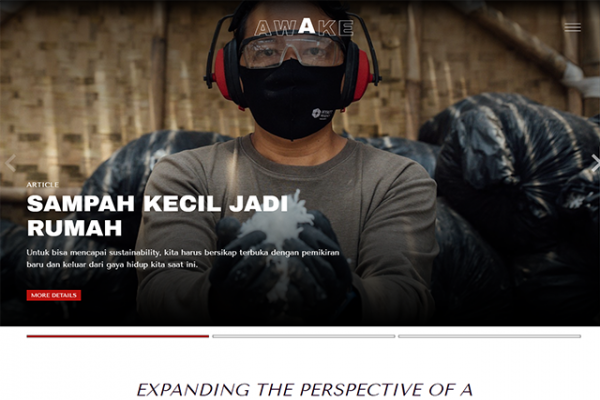 AWAKE
ARTICLE
SAMPAH KECIL JADI
RUMAH
Untuk bisa mencapai sustainability, kita harus bersikap terbuka dengan pemikiran
baru dan keluar dari gaya hidup kita saat ini.
MORE DETAILS
EXPANDING THE PERSPECTIVE OF A